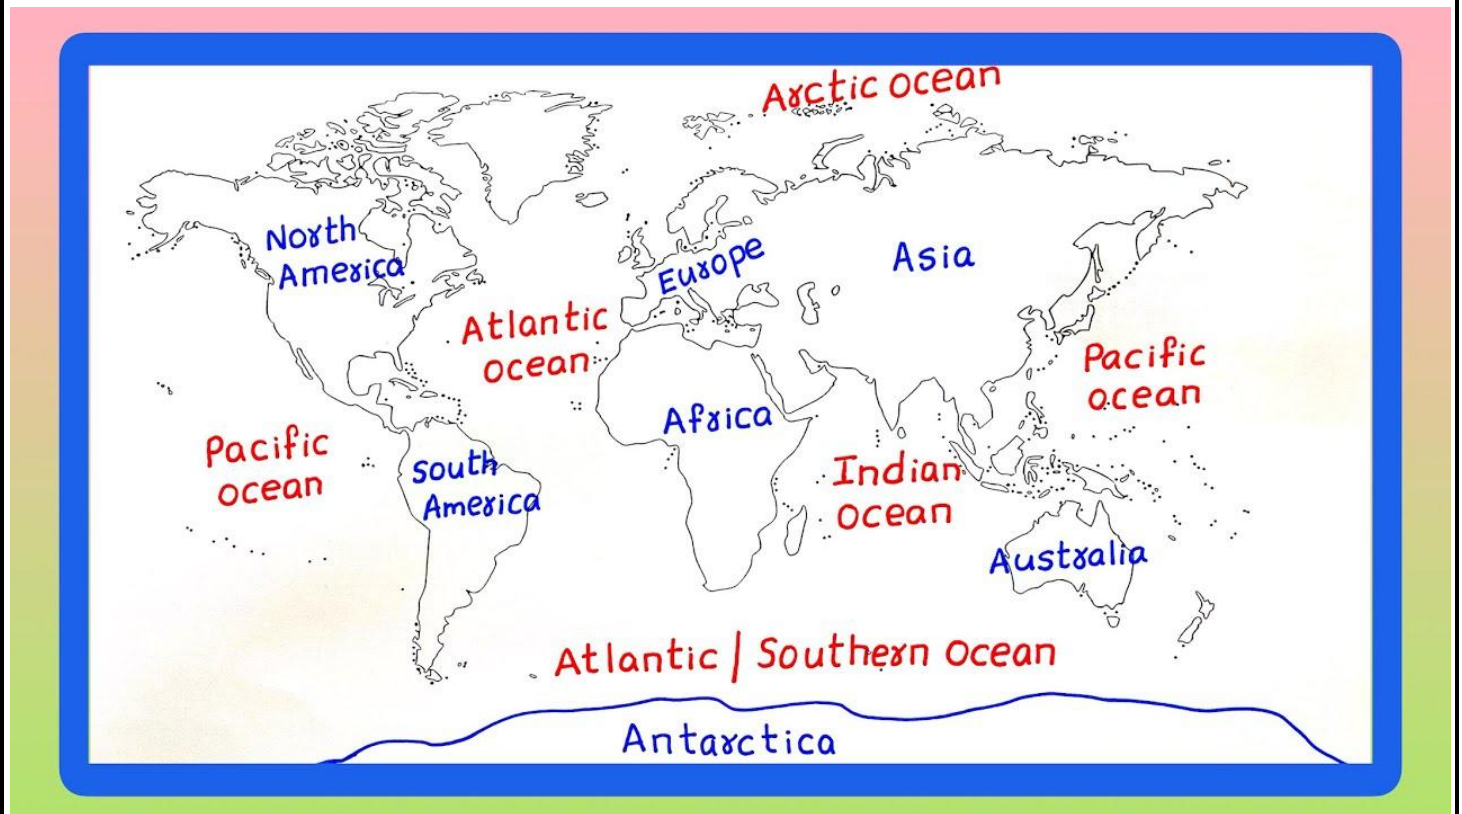 Arctic ocean
North
America
Europe
Asia
Atlantic
ocean
Pacific
ocean
Africa
Pacific
ocean
South
America
Indian
ocean
Australia
Atlantic | Southern ocean
Antarctica